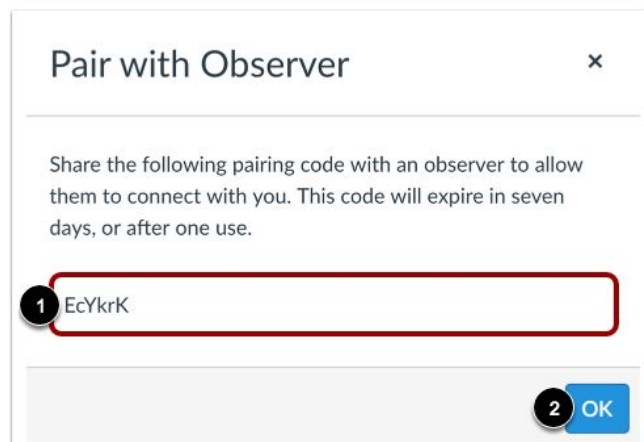 Pair with Observer ×
Share the following pairing code with an observer to allow
them to connect with you. This code will expire in seven
days, or after one use.
1 EcYkrK
2 OK